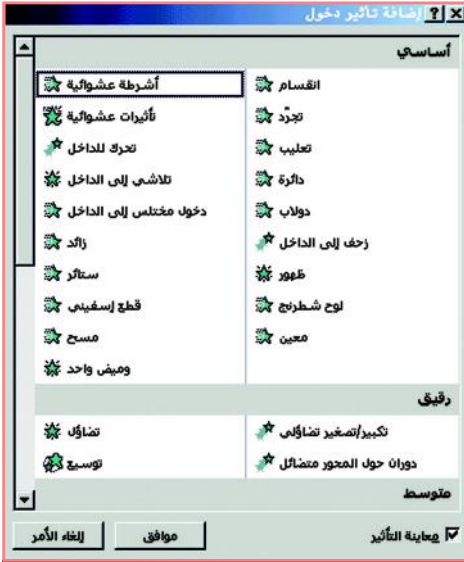 إضافة تأثير دخول
أساسي
انقسام أشرطة عشوائية
تجرّد تأثيرات عشوائية
تعليب تحرك للداخل
دائرة تلاشي إلى الداخل
دولاب دخول مختلس إلى الداخل
زحف إلى الداخل زائد
ظهور ستائر
لوح شطرنج قطع إسفيني
معين مسح
وميض واحد
رقيق
تكبير/تصغير تضاؤلي تضاؤل
دوران حول المحور متضائل توسيع
متوسط
معاينة التأثير موافق إلغاء الأمر